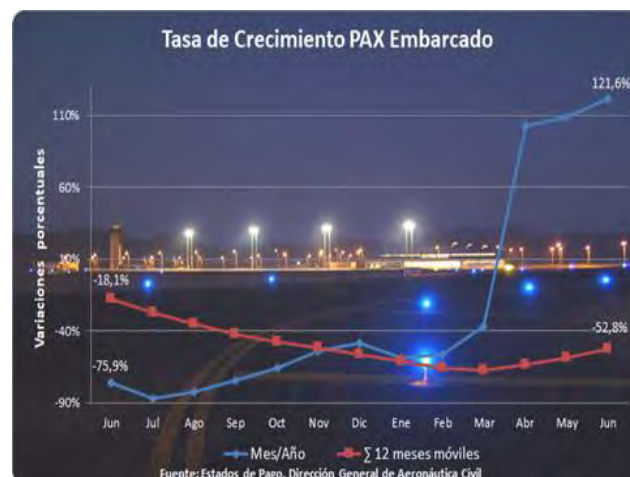 Tasa de Crecimiento PAX Embarcado
121,6%
110%
60%
10%
-18,1%
-40%
-52,8%
-75,9%
-90%
Variaciones porcentuales
Jun Jul Ago Sep Oct Nov Dic Ene Feb Mar Abr May Jun
Mes/Año ∑ 12 meses móviles
Fuente: Estados de Pago, Dirección General de Aeronáutica Civil